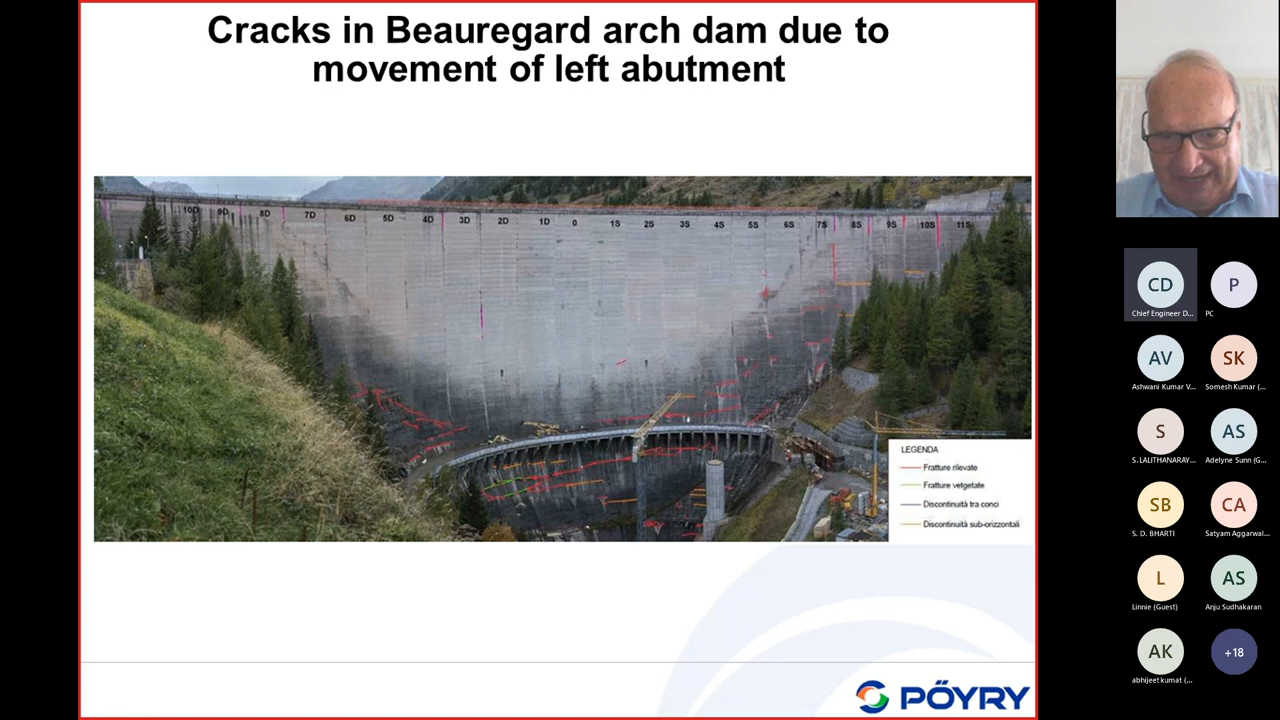 Cracks in Beauregard arch dam due to
movement of left abutment
10D 9D 8D 7D 6D 5D 4D 3D 2D 1D 0 1S 2S 3S 4S 5S 6S 7S 8S 9S 10S 11S
LEGENDA
Fratture rilevate
Fratture vetgetate
Discontinuità tra conci
Discontinuità sub-orizzontali
PÖYRY
CD
Chief Engineer D...
P
PC
AV
Ashwani Kumar V...
SK
Somesh Kumar (...
S
S. LALITHANARAY...
AS
Adelyne Sunn (G...
SB
S. D. BHARTI
CA
Satyam Aggarwal...
L
Linnie (Guest)
AS
Anju Sudhakaran
AK
abhijeet kumat (...
+18